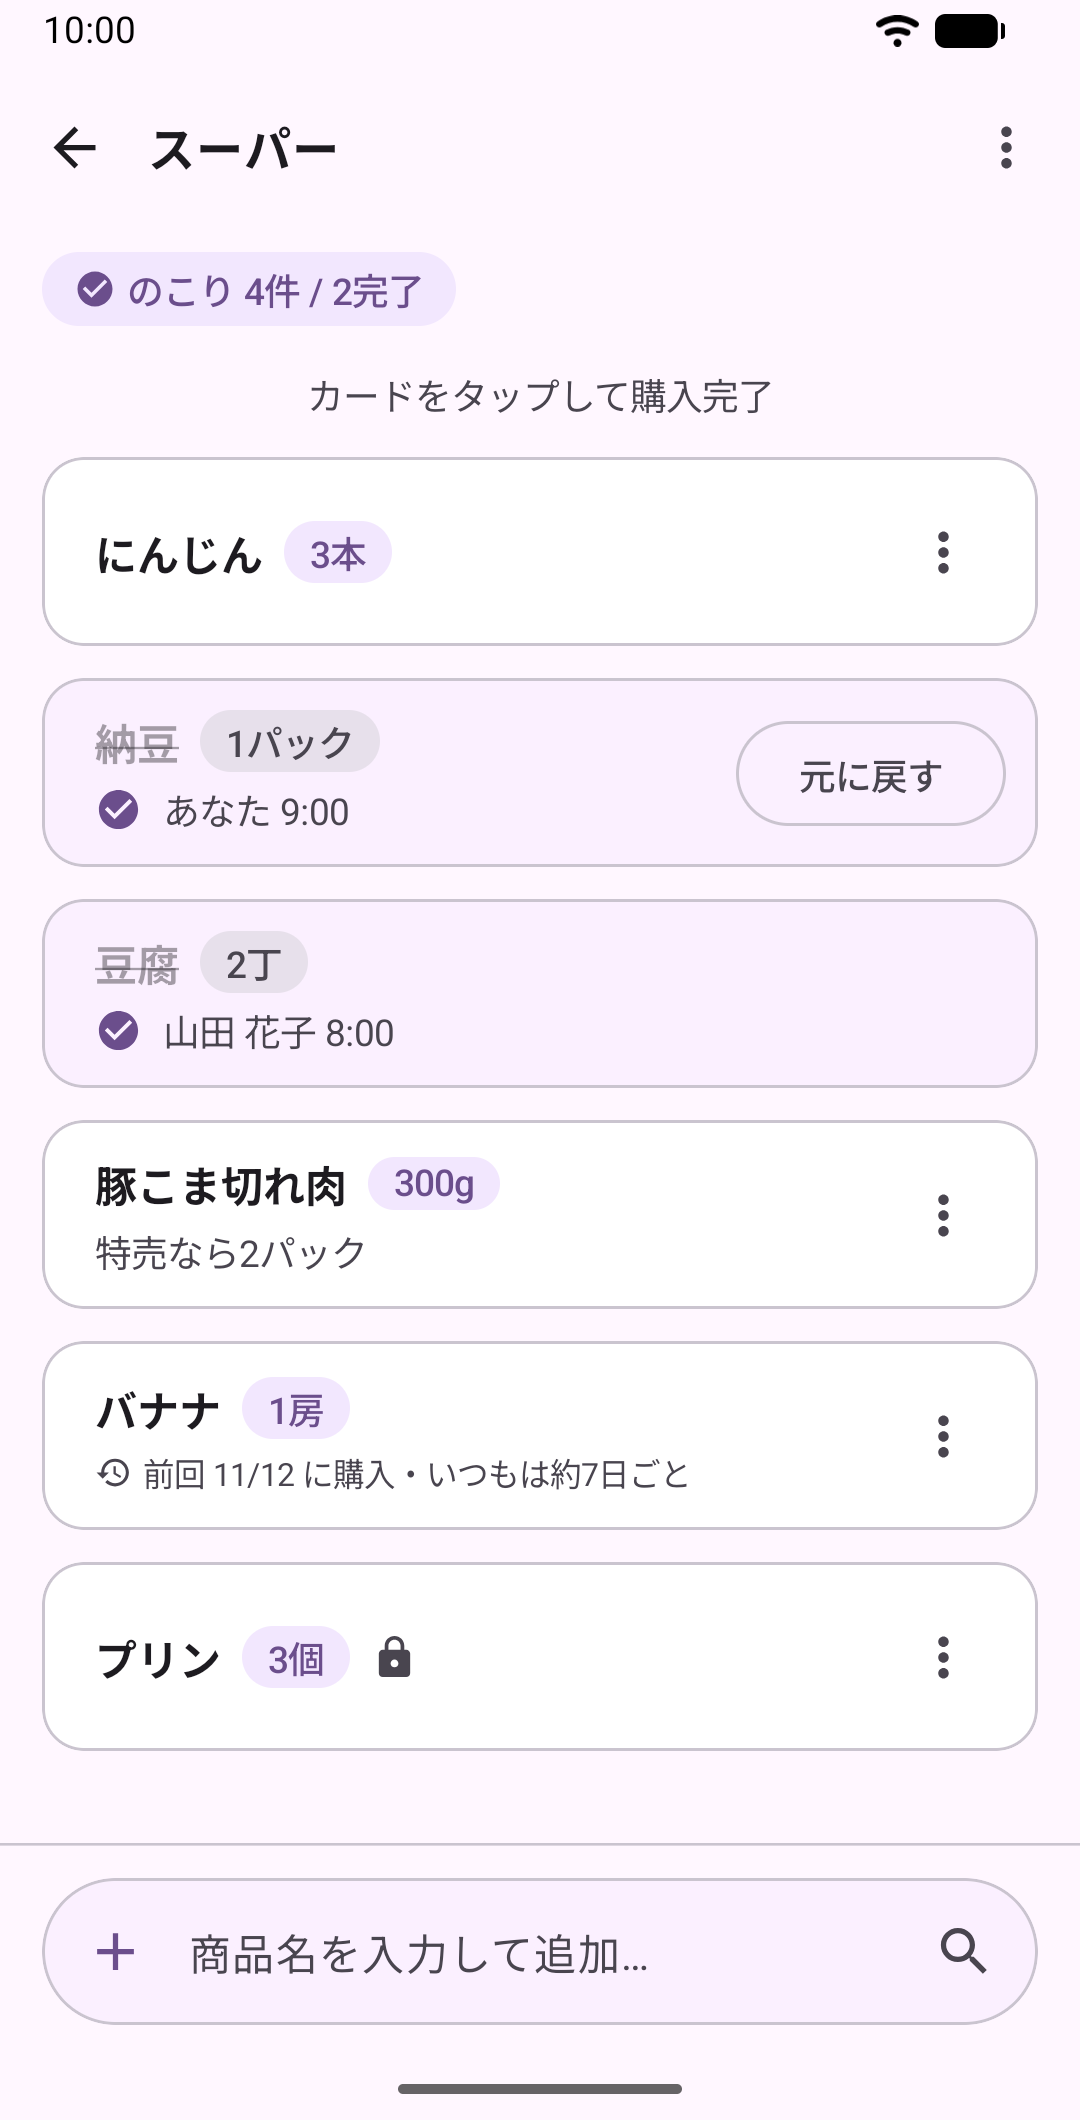 10:00
スーパー
のこり 4件 / 2完了
カードをタップして購入完了
にんじん 3本
納豆 1パック
あなた 9:00
元に戻す
豆腐 2丁
山田 花子 8:00
豚こま切れ肉 300g
特売なら2パック
バナナ 1房
前回 11/12 に購入・いつもは約7日ごと
プリン 3個
商品名を入力して追加...